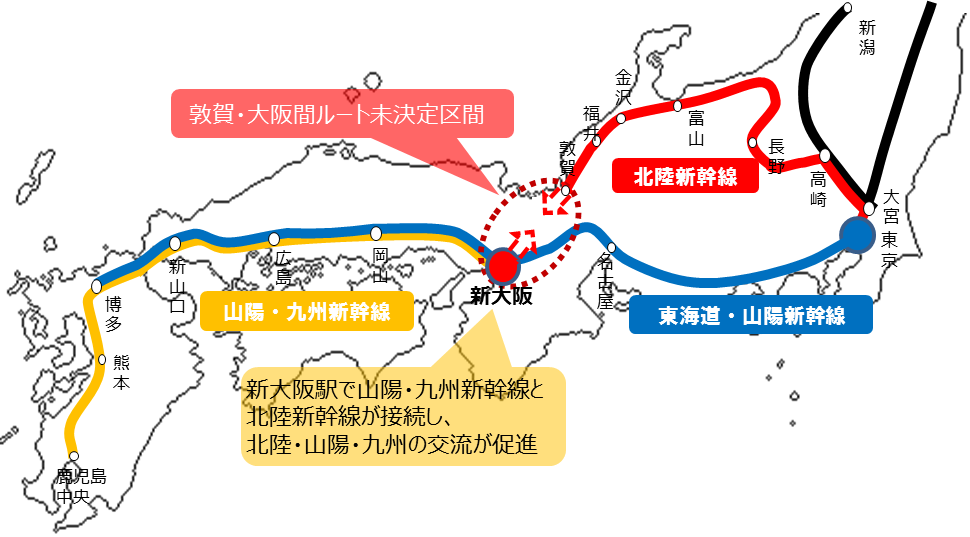 新潟
金沢
敦賀・大阪間ルート未決定区間
福井
富山
敦賀
長野
北陸新幹線
高崎
大宮
東京
岡山
広島
新山口
名古屋
新大阪
博多
山陽・九州新幹線
東海道・山陽新幹線
熊本
新大阪駅で山陽・九州新幹線と
北陸新幹線が接続し、
北陸・山陽・九州の交流が促進
鹿児島
中央